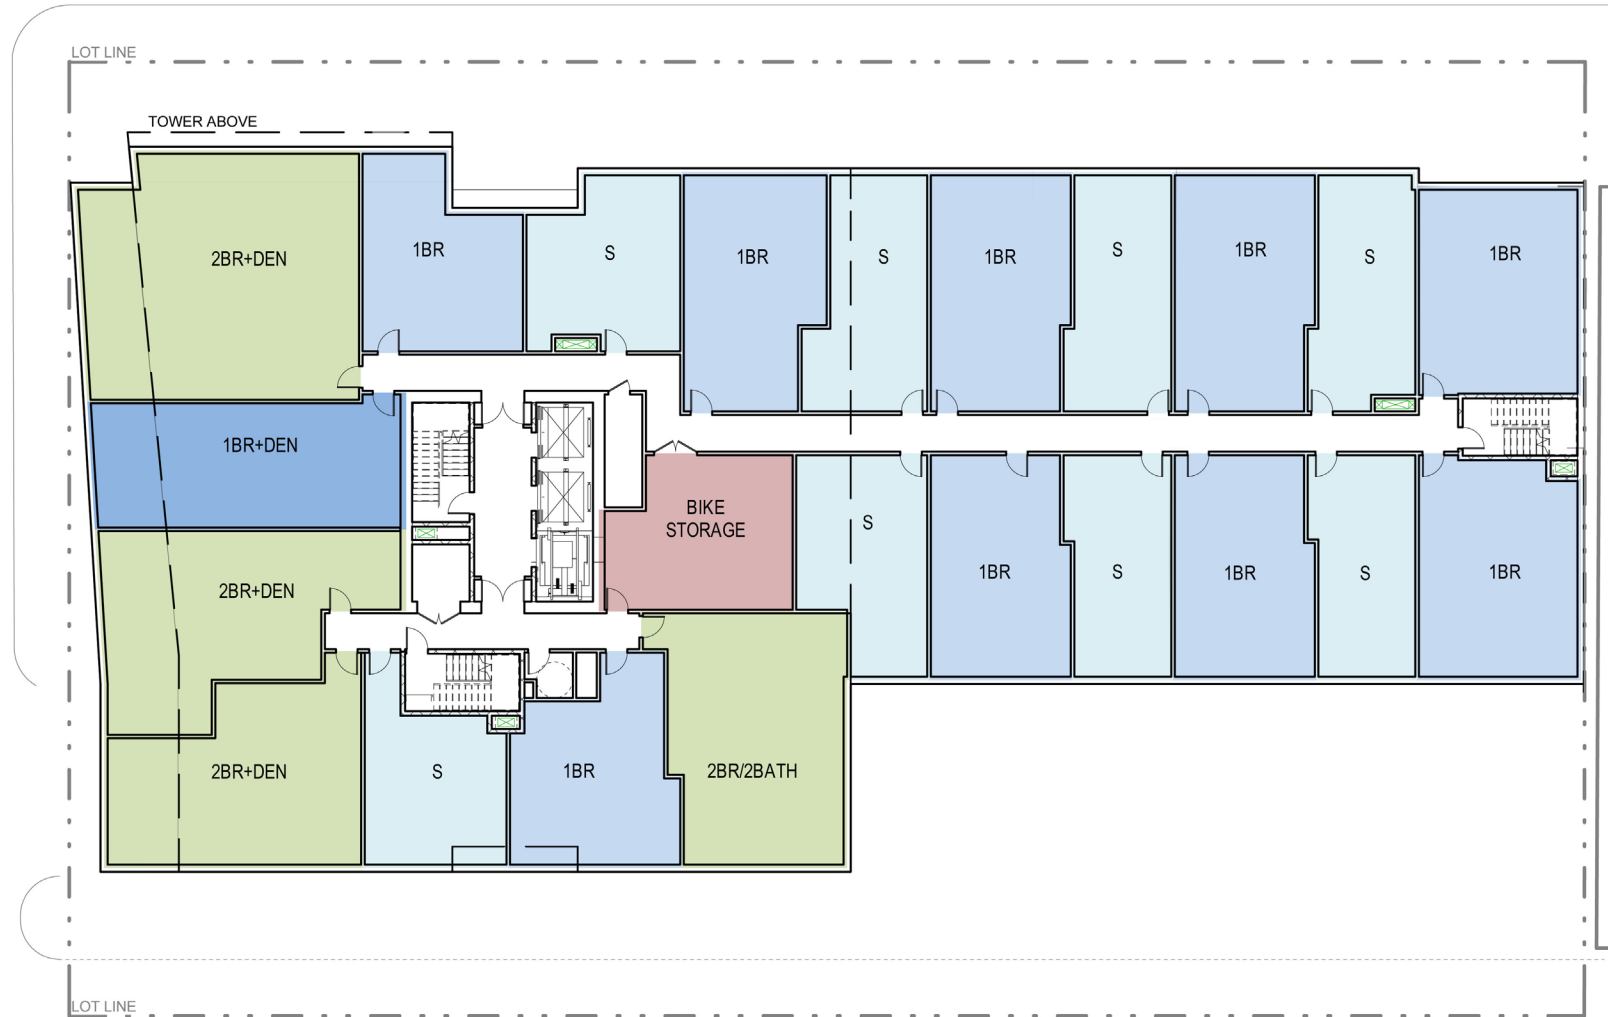 LOT LINE
TOWER ABOVE
2BR+DEN
1BR
S
1BR
S
1BR
S
1BR
S
1BR
1BR+DEN
BIKE
STORAGE
S
1BR
S
1BR
S
1BR
2BR+DEN
2BR+DEN
S
1BR
2BR/2BATH
LOT LINE